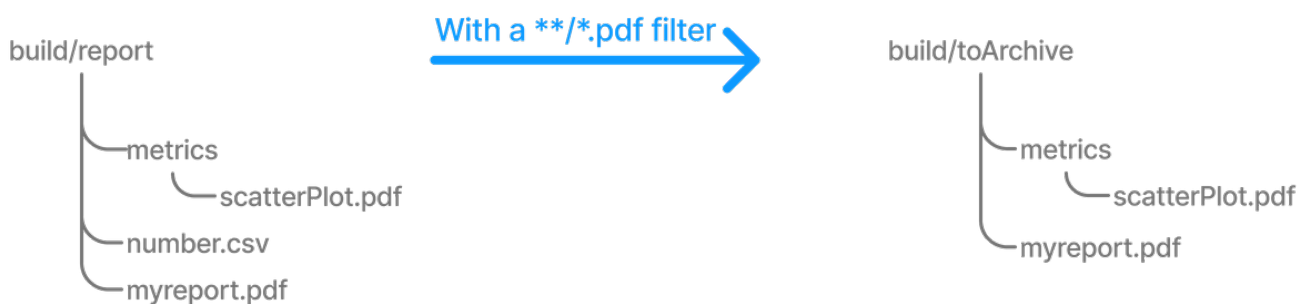 With a **/*.pdf filter
build/report
metrics
scatterPlot.pdf
number.csv
myreport.pdf
build/toArchive
metrics
scatterPlot.pdf
myreport.pdf